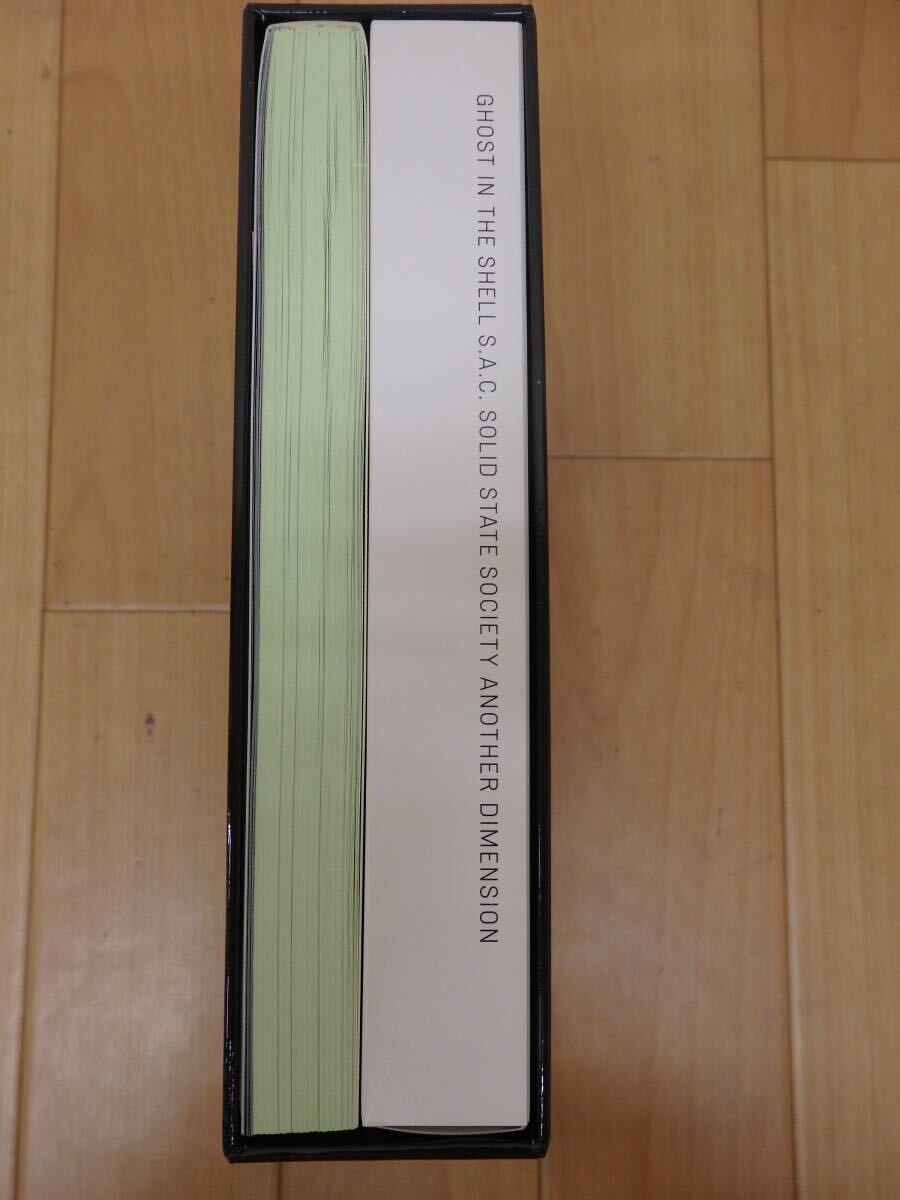 GHOST IN THE SHELL S.A.C. SOLID STATE SOCIETY ANOTHER DIMENSION